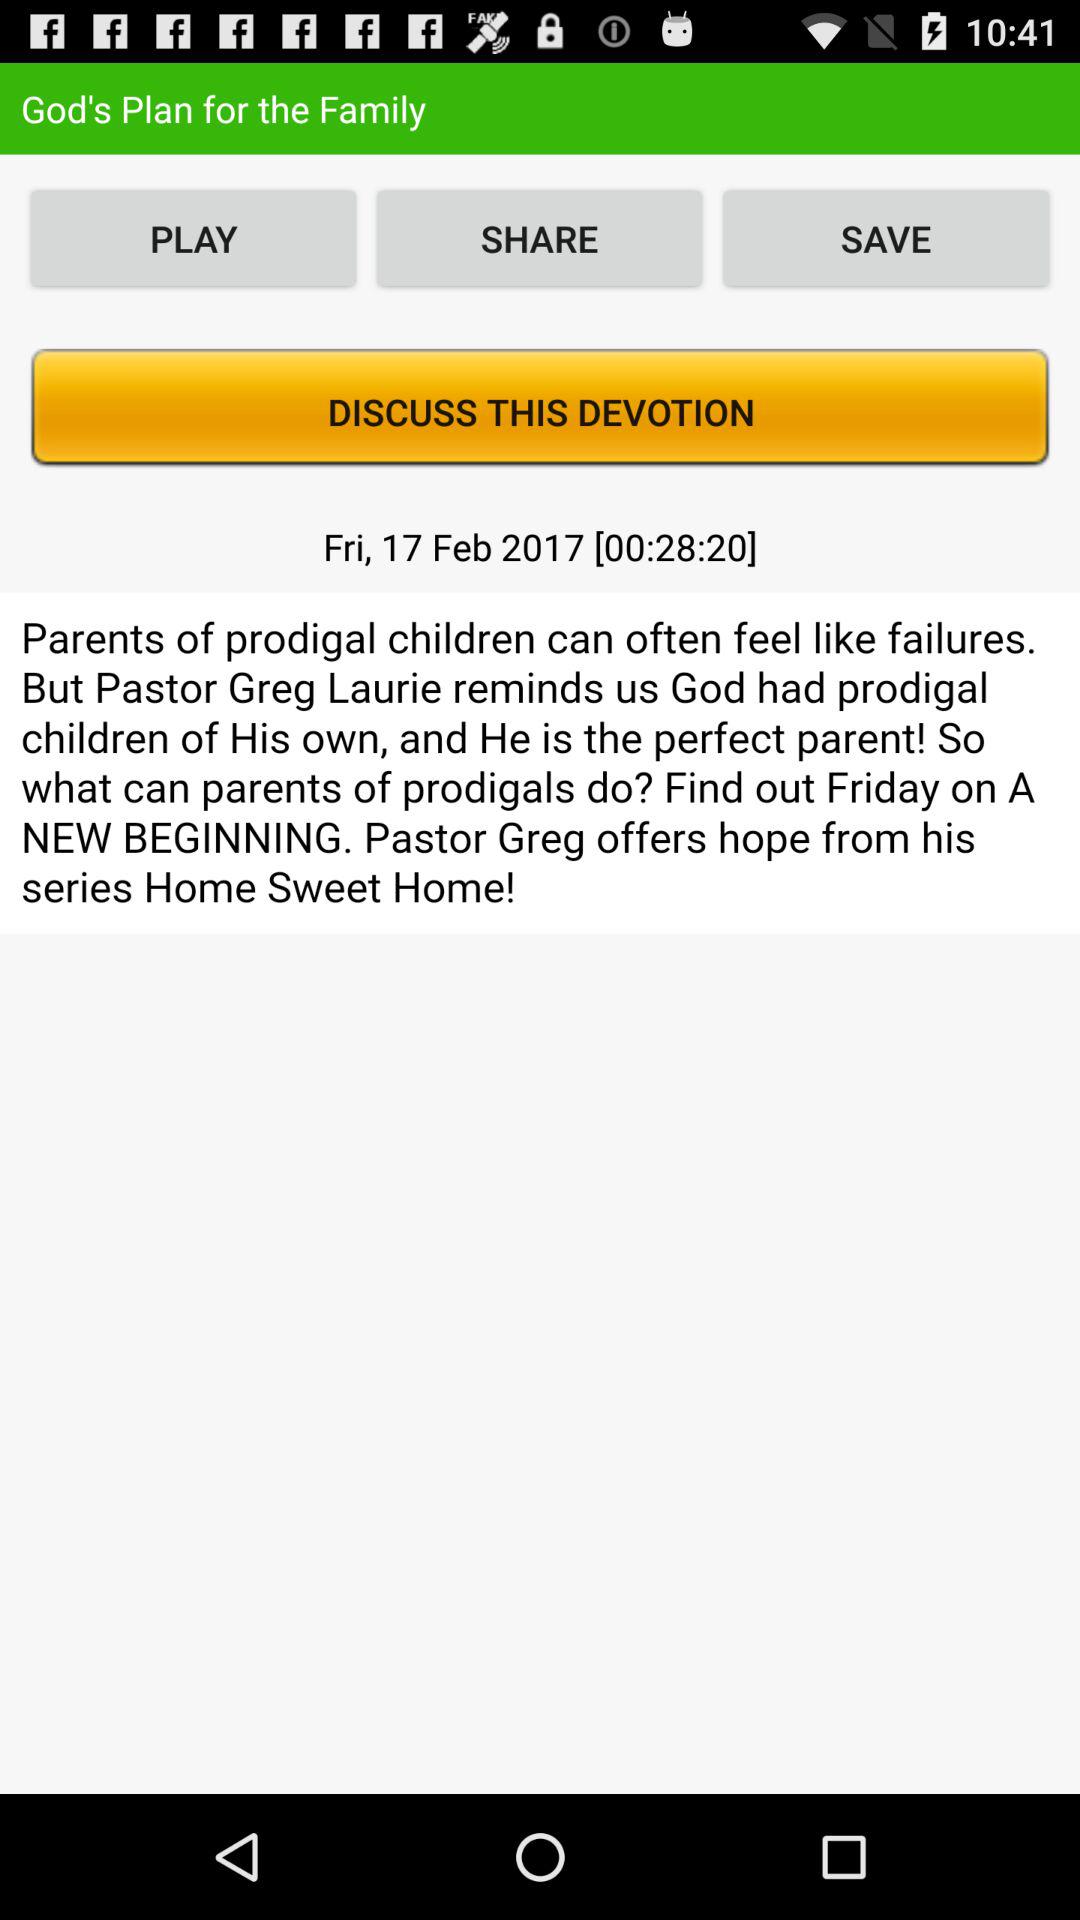 FAKE 10:41
God's Plan for the Family
PLAY SHARE SAVE
DISCUSS THIS DEVOTION
Fri, 17 Feb 2017 [00:28:20]
Parents of prodigal children can often feel like failures.
But Pastor Greg Laurie reminds us God had prodigal
children of His own, and He is the perfect parent! So
what can parents of prodigals do? Find out Friday on A
NEW BEGINNING. Pastor Greg offers hope from his
series Home Sweet Home!